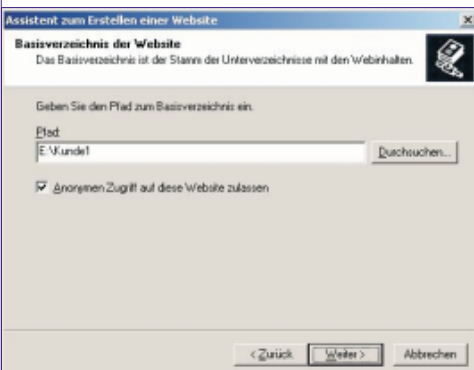 Assistent zum Erstellen einer Website
Basisverzeichnis der Website
Das Basisverzeichnis ist der Stamm der Unterverzeichnisse mit den Webinhalten.
Geben Sie den Pfad zum Basisverzeichnis ein.
Pfad:
E:\Kunde1
Durchsuchen...
Anonymen Zugriff auf diese Website zulassen
< Zurück
Weiter >
Abbrechen